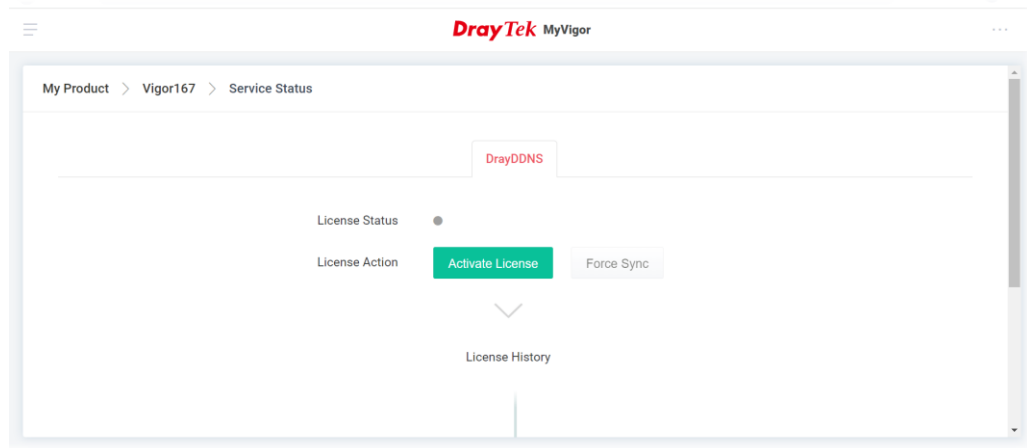 DrayTek MyVigor
My Product > Vigor167 > Service Status
DrayDDNS
License Status
License Action Activate License Force Sync
License History